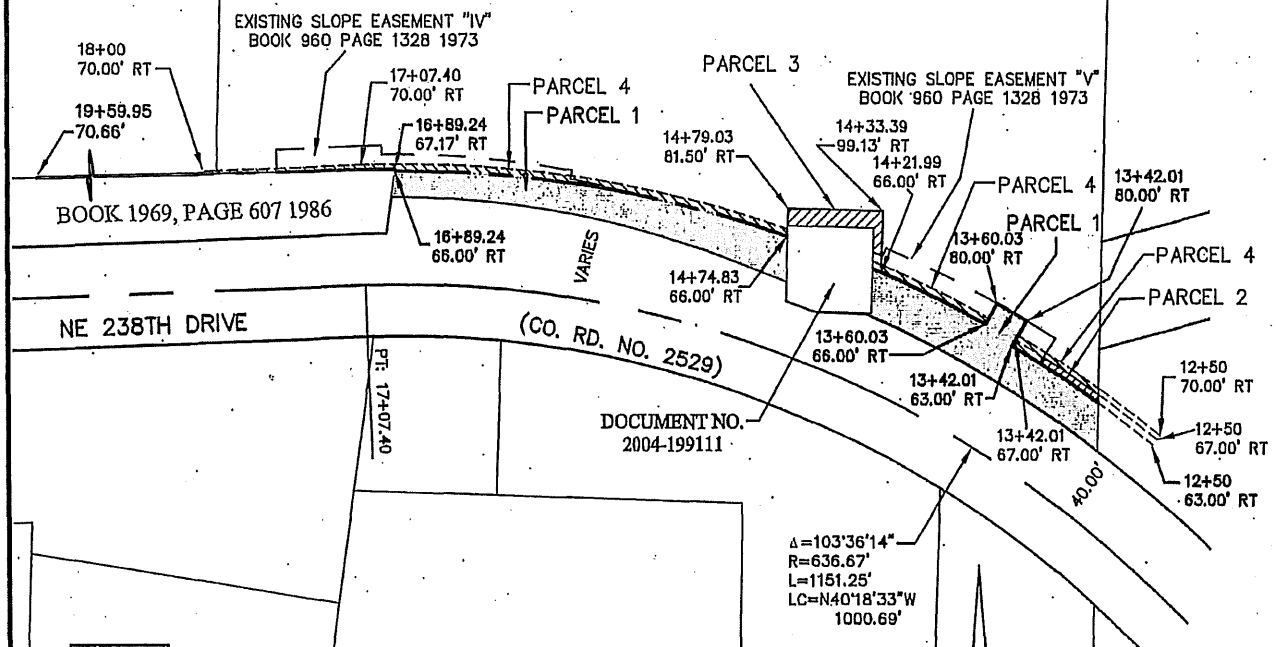 EXISTING SLOPE EASEMENT "IV"
BOOK 960 PAGE 1328 1973
18+00
70.00' RT
19+59.95
70.66'
17+07.40
70.00' RT
16+89.24
67.17' RT
PARCEL 4
PARCEL 1
PARCEL 3
14+79.03
81.50' RT
EXISTING SLOPE EASEMENT "V"
BOOK 960 PAGE 1328 1973
14+33.39
99.13' RT
14+21.99
66.00' RT
PARCEL 4
13+42.01
80.00' RT
PARCEL 1
13+60.03
80.00' RT
PARCEL 4
PARCEL 2
BOOK 1969, PAGE 607 1986
16+89.24
66.00' RT
VARIES
14+74.83
66.00' RT
NE 238TH DRIVE
(CO. RD. NO. 2529)
13+60.03
66.00' RT
13+42.01
63.00' RT
13+42.01
67.00' RT
12+50
70.00' RT
12+50
67.00' RT
12+50
63.00' RT
PT: 17+07.40
DOCUMENT NO.
2004-199111
40.00'
Δ=103°36'14"
R=636.67'
L=1151.25'
LC=N40°18'33"W
1000.69'